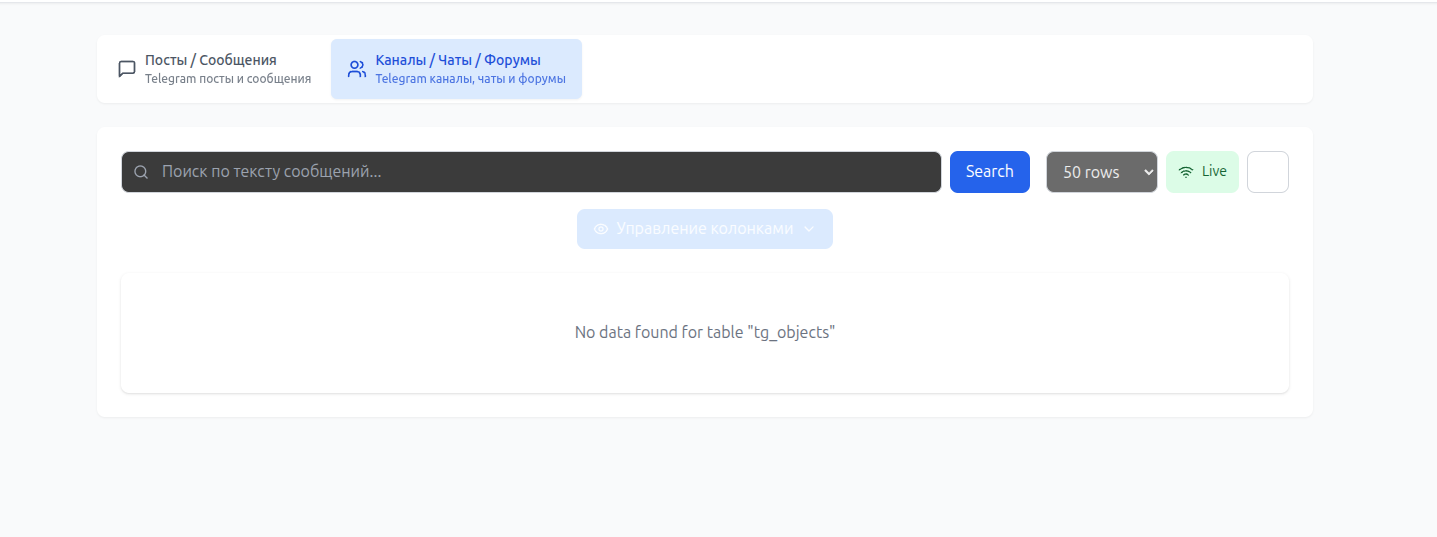 Посты / Сообщения
Telegram посты и сообщения
Каналы / Чаты / Форумы
Telegram каналы, чаты и форумы
Поиск по тексту сообщений...
Search
50 rows
Live
Управление колонками
No data found for table "tg_objects"